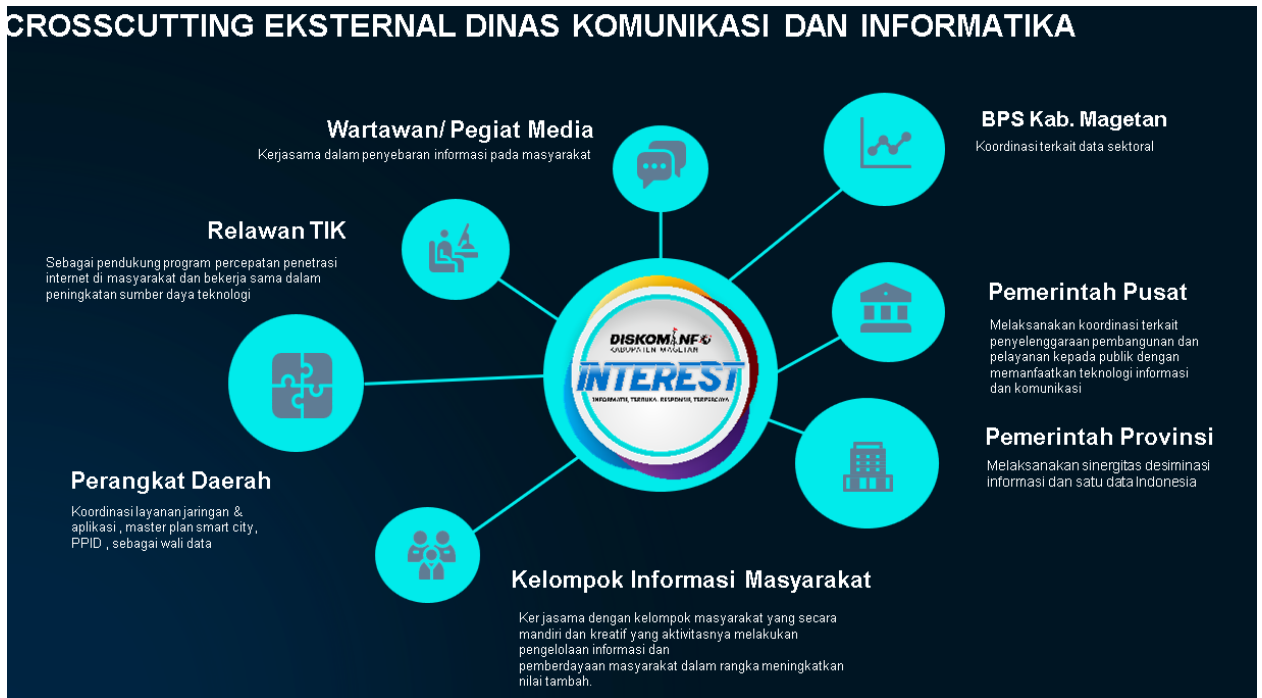 CROSSCUTTING EKSTERNAL DINAS KOMUNIKASI DAN INFORMATIKA
Wartawan/ Pegiat Media
Kerjasama dalam penyebaran informasi pada masyarakat
BPS Kab. Magetan
Koordinasi terkait data sektoral
Relawan TIK
Sebagai pendukung program percepatan penetrasi
internet di masyarakat dan bekerja sama dalam
peningkatan sumber daya teknologi
DISKOMINFO
KABUPATEN MAGETAN
INTEREST
INFORMATIF, TERBUKA, RESPONSIF, TERPERCAYA
Pemerintah Pusat
Melaksanakan koordinasi terkait
penyelenggaraan pembangunan dan
pelayanan kepada publik dengan
memanfaatkan teknologi informasi
dan komunikasi
Pemerintah Provinsi
Melaksanakan sinergitas desiminasi
informasi dan satu data Indonesia
Perangkat Daerah
Koordinasi layanan jaringan &
aplikasi , master plan smart city,
PPID , sebagai wali data
Kelompok Informasi Masyarakat
Ker jasama dengan kelompok masyarakat yang secara
mandiri dan kreatif yang aktivitasnya melakukan
pengelolaan informasi dan
pemberdayaan masyarakat dalam rangka meningkatkan
nilai tambah.